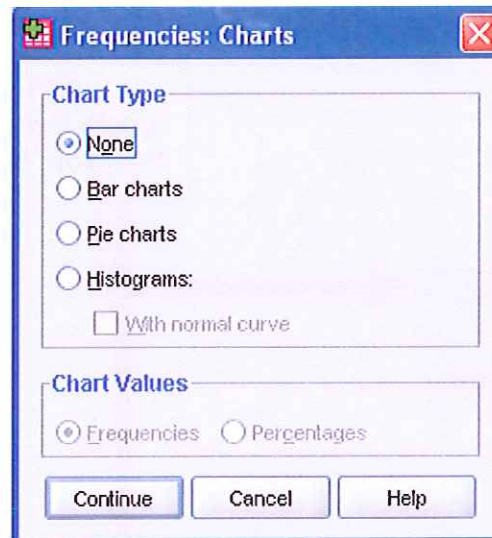 Frequencies: Charts
Chart Type
None
Bar charts
Pie charts
Histograms:
With normal curve
Chart Values
Frequencies Percentages
Continue Cancel Help